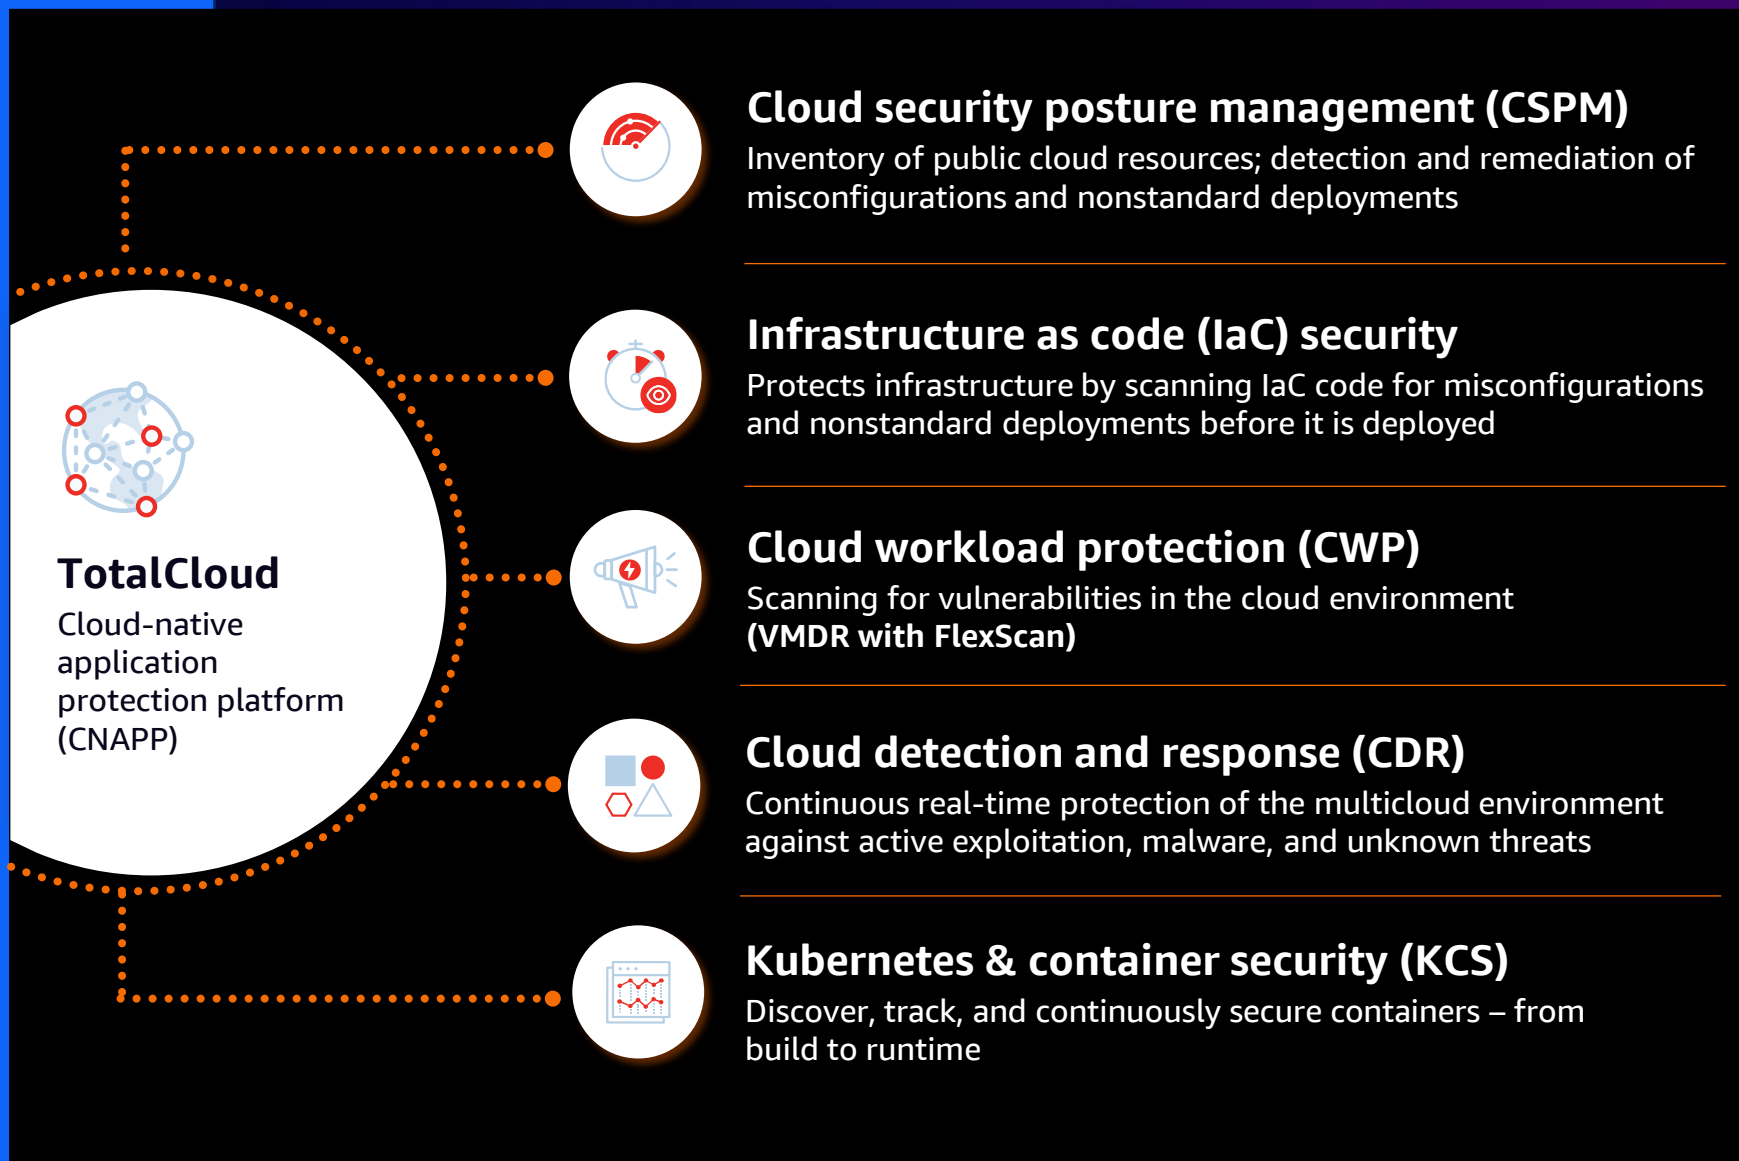 Cloud security posture management (CSPM)
Inventory of public cloud resources; detection and remediation of
misconfigurations and nonstandard deployments
Infrastructure as code (IaC) security
Protects infrastructure by scanning IaC code for misconfigurations
and nonstandard deployments before it is deployed
TotalCloud
Cloud-native
application
protection platform
(CNAPP)
Cloud workload protection (CWP)
Scanning for vulnerabilities in the cloud environment
(VMDR with FlexScan)
Cloud detection and response (CDR)
Continuous real-time protection of the multicloud environment
against active exploitation, malware, and unknown threats
Kubernetes & container security (KCS)
Discover, track, and continuously secure containers – from
build to runtime